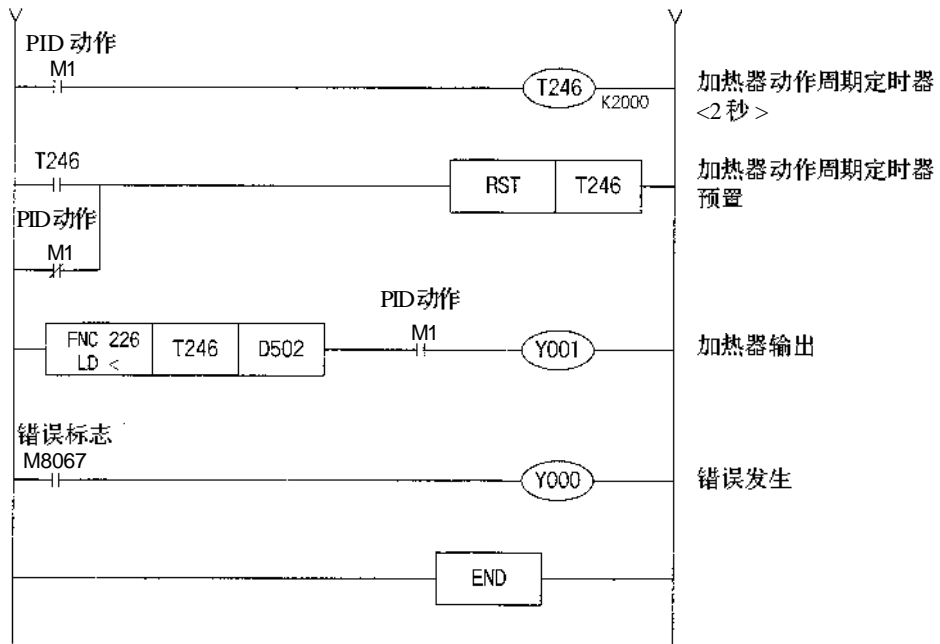 PID 动作
M1
T246
K2000
加热器动作周期定时器
<2 秒 >
T246
RST T246
加热器动作周期定时器
预置
PID动作
M1
PID动作
M1
FNC 226
LD <
T246 D502
Y001
加热器输出
错误标志
M8067
Y000
错误发生
END